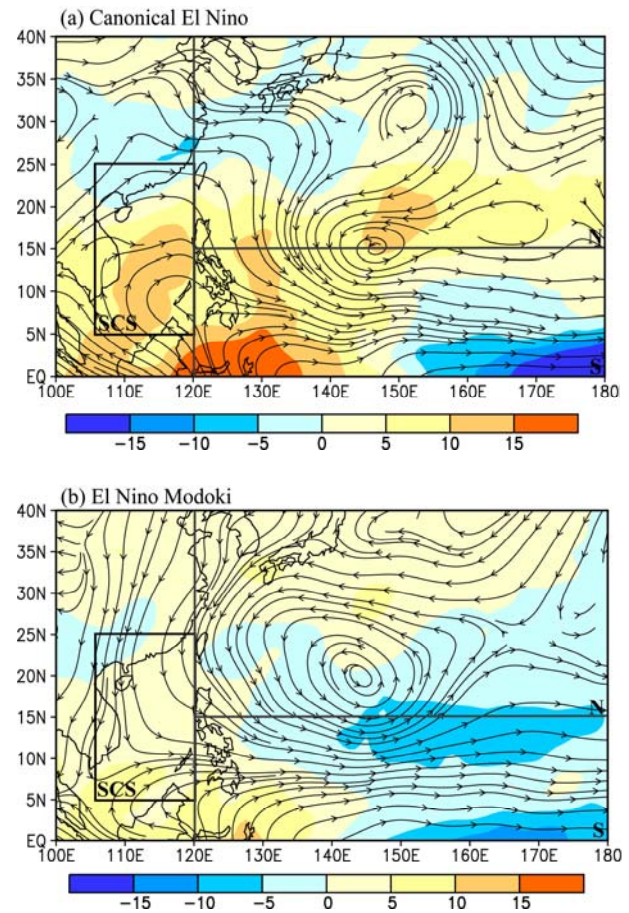 (a) Canonical El Nino
40N
35N
30N
25N
20N
15N
10N
5N
EQ
N
SCS
S
100E 110E 120E 130E 140E 150E 160E 170E 180
−15 −10 −5 0 5 10 15
(b) El Nino Modoki
40N
35N
30N
25N
20N
15N
10N
5N
EQ
N
SCS
S
100E 110E 120E 130E 140E 150E 160E 170E 180
−15 −10 −5 0 5 10 15